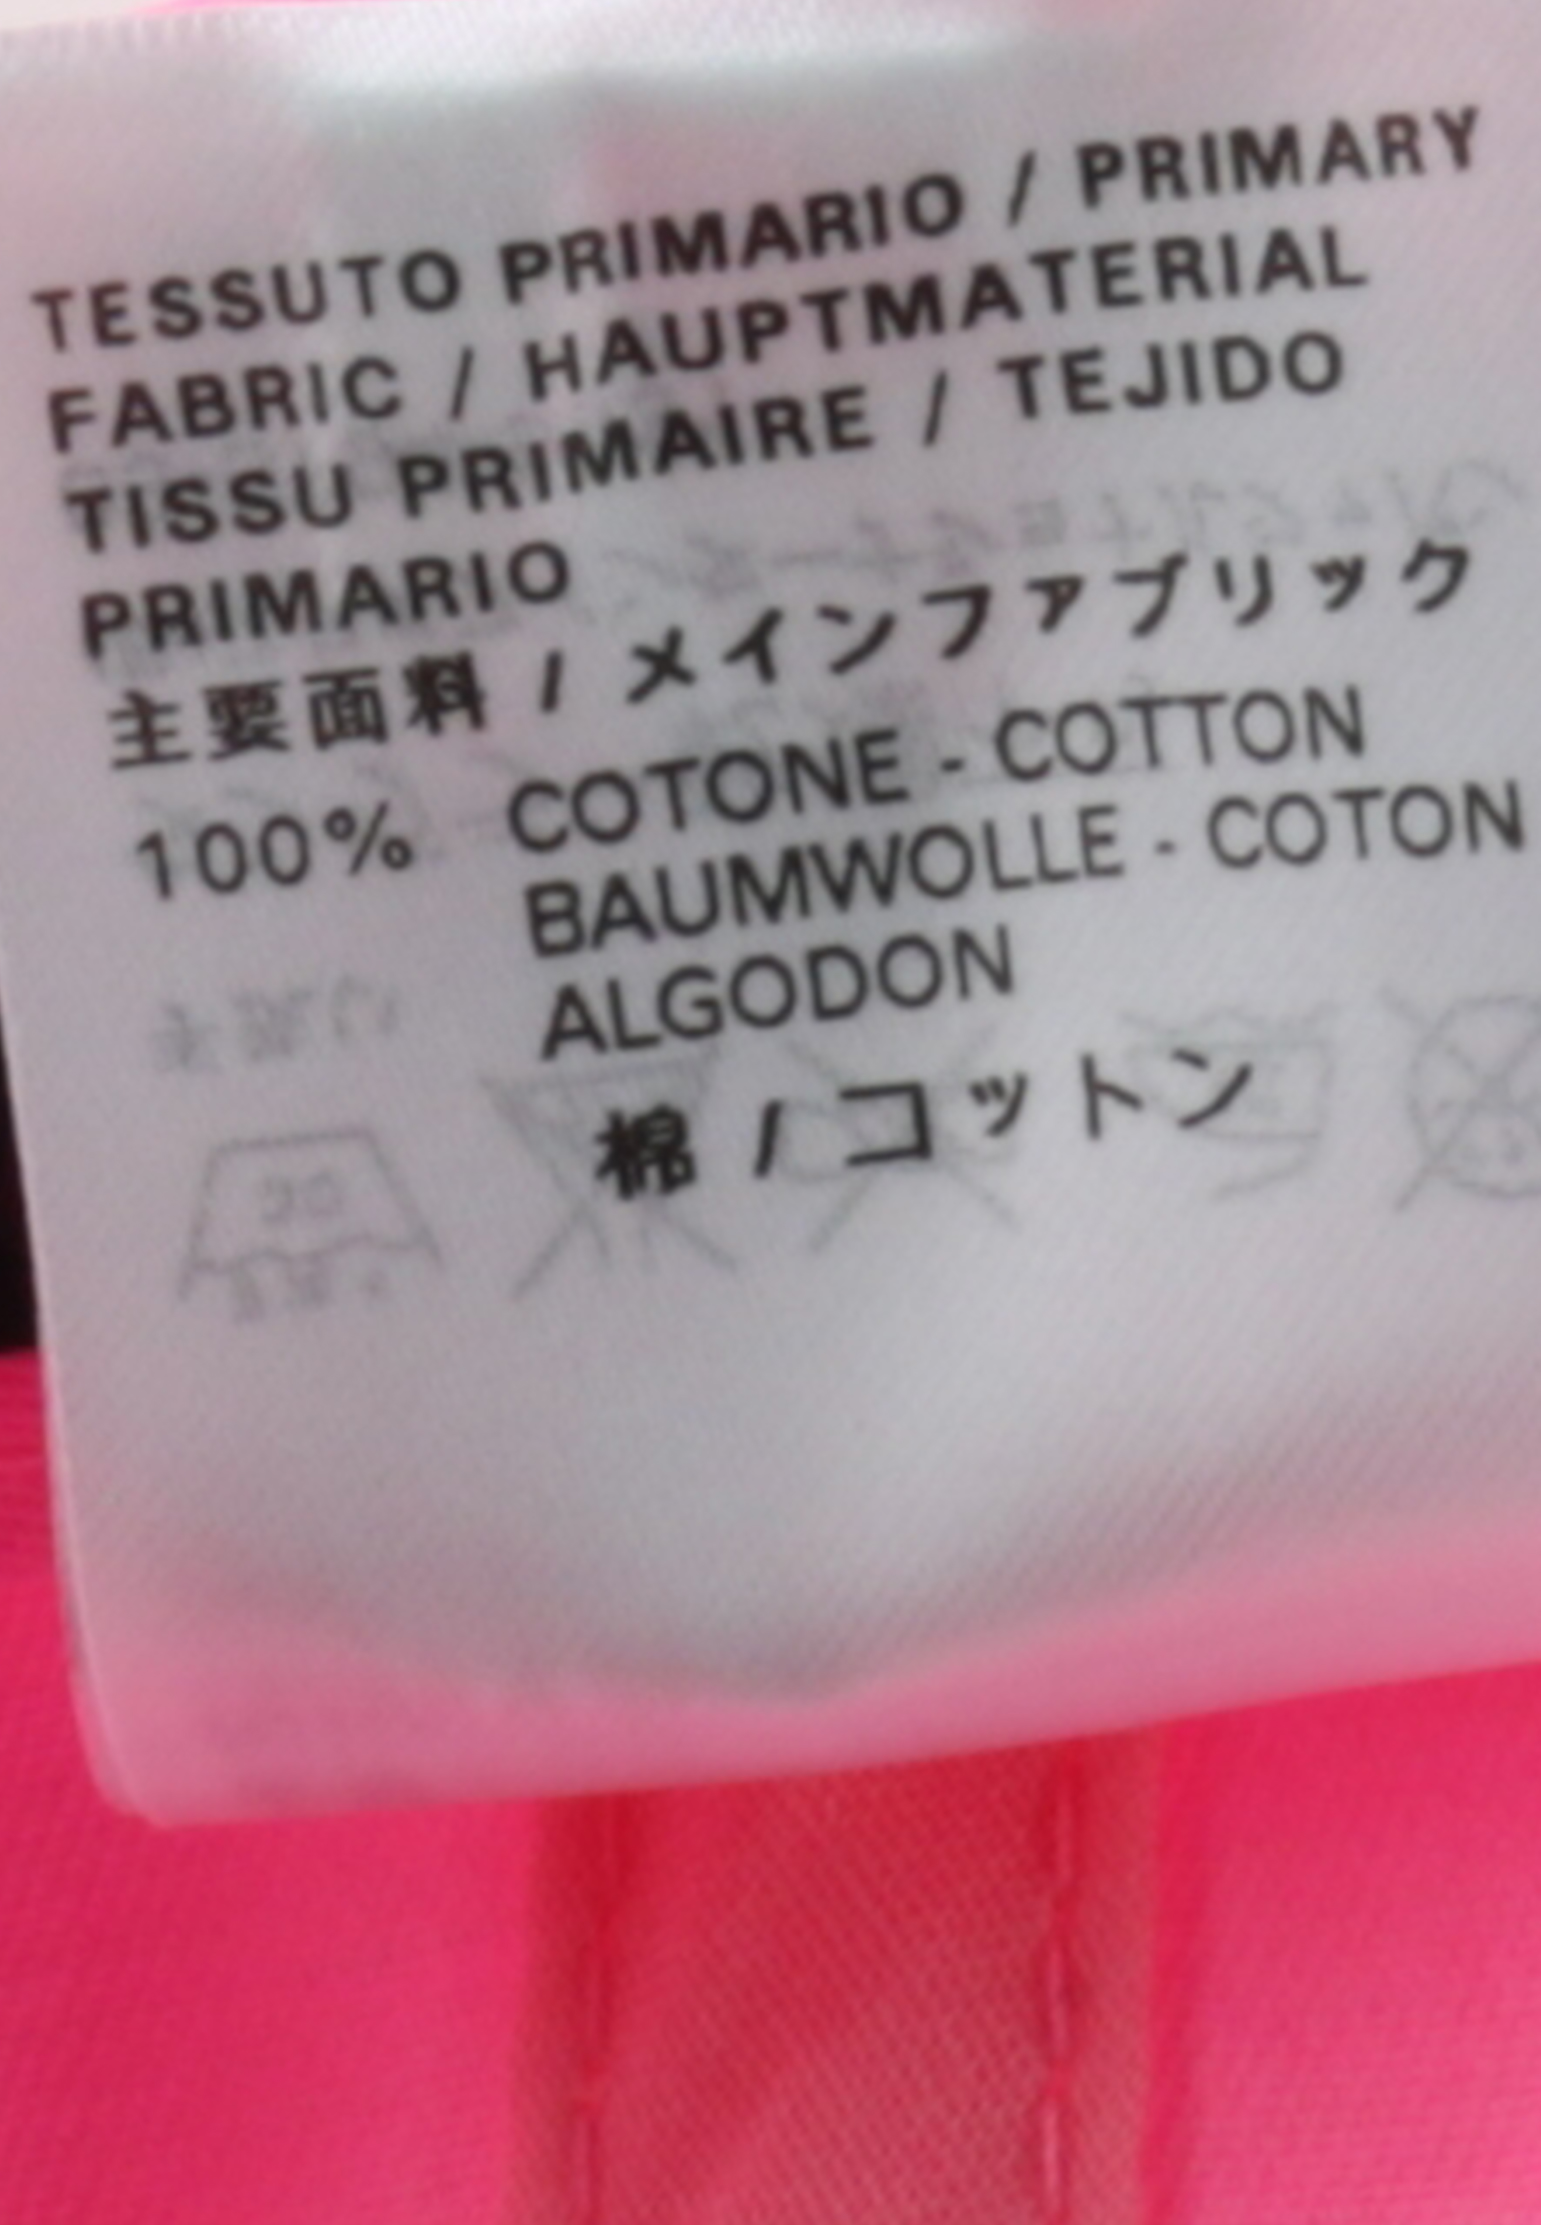 TESSUTO PRIMARIO / PRIMARY
FABRIC / HAUPTMATERIAL
TISSU PRIMAIRE / TEJIDO
PRIMARIO
主要面料 / メインファブリック
100% COTONE - COTTON
BAUMWOLLE - COTON
ALGODON
棉 / コットン